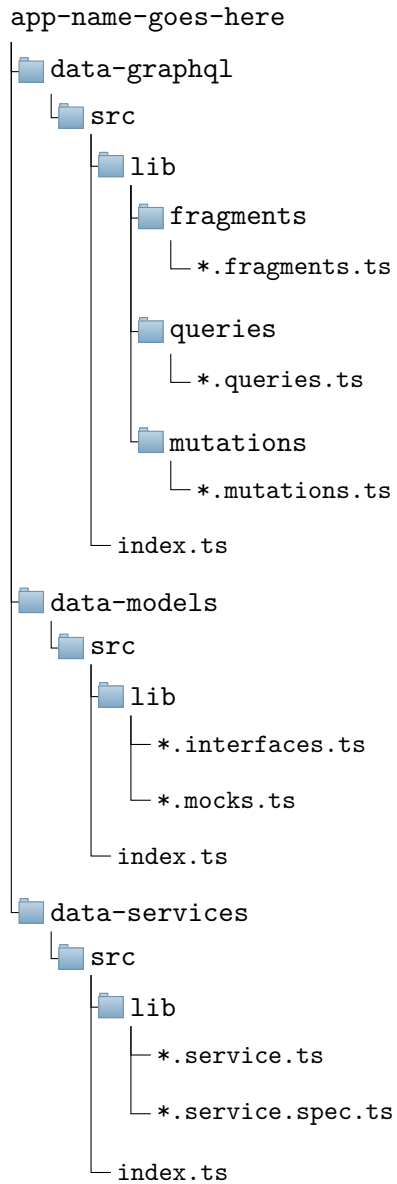 app-name-goes-here
data-graphql
src
lib
fragments
*.fragments.ts
queries
*.queries.ts
mutations
*.mutations.ts
index.ts
data-models
src
lib
*.interfaces.ts
*.mocks.ts
index.ts
data-services
src
lib
*.service.ts
*.service.spec.ts
index.ts